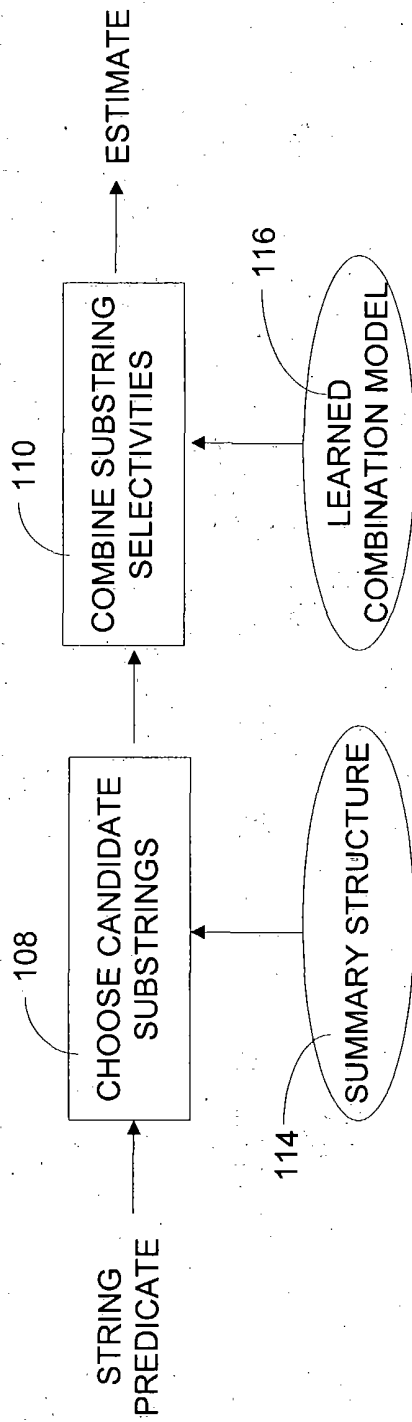 STRING
PREDICATE
108
CHOOSE CANDIDATE
SUBSTRINGS
114
SUMMARY STRUCTURE
110
COMBINE SUBSTRING
SELECTIVITIES
116
LEARNED
COMBINATION MODEL
ESTIMATE